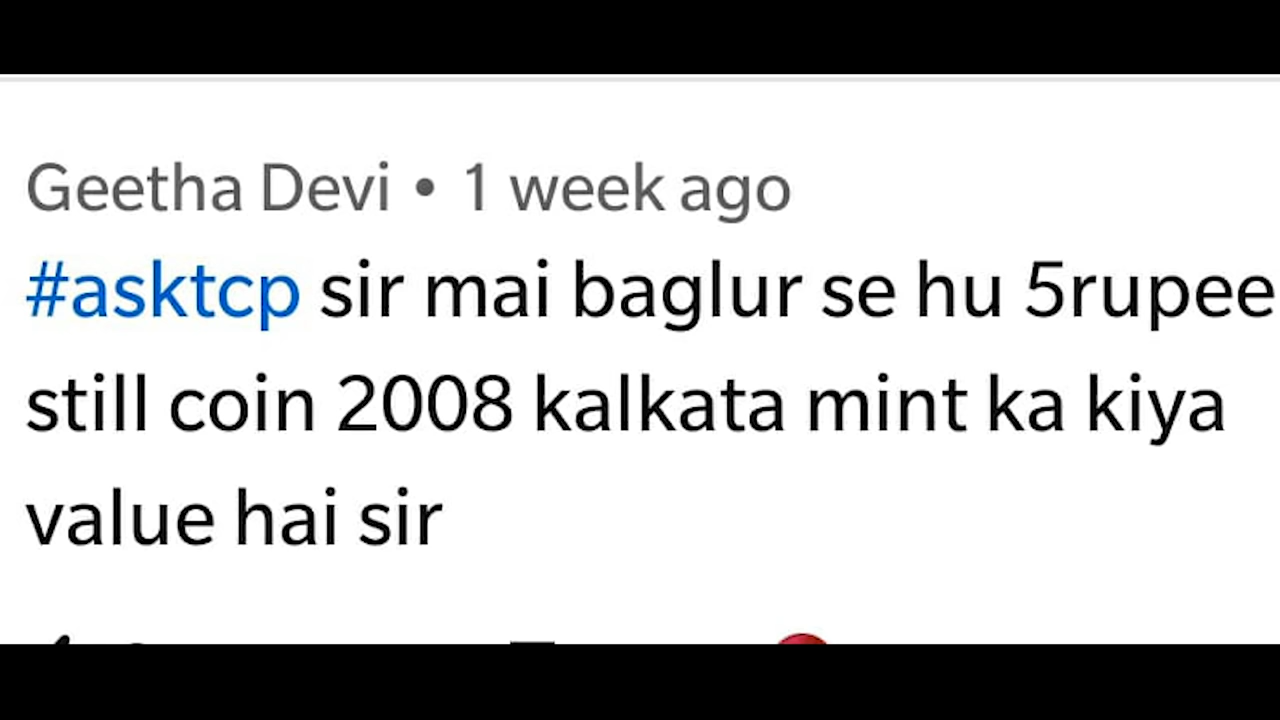 Geetha Devi • 1 week ago
#asktcp sir mai baglur se hu 5rupee
still coin 2008 kalkata mint ka kiya
value hai sir